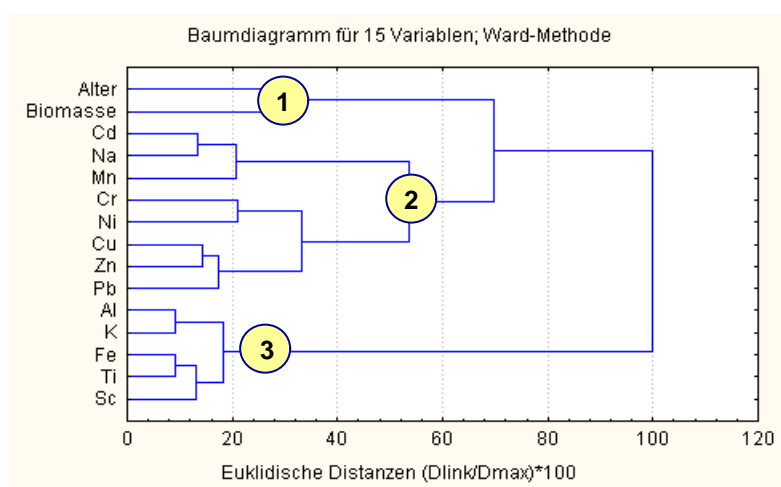 Baumdiagramm für 15 Variablen; Ward-Methode
Alter
1
Biomasse
Cd
Na
Mn
Cr
2
Ni
Cu
Zn
Pb
Al
K
3
Fe
Ti
Sc
0 20 40 60 80 100 120
Euklidische Distanzen (Dlink/Dmax)*100